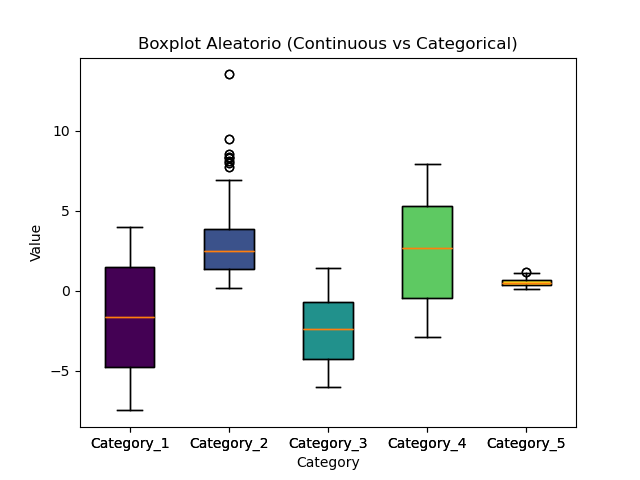 Boxplot Aleatorio (Continuous vs Categorical)
10
5
0
−5
Value
Category_1 Category_2 Category_3 Category_4 Category_5
Category